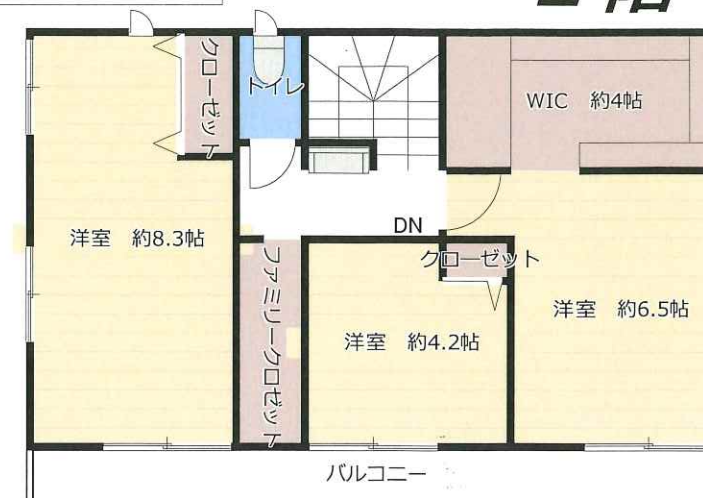 階
クローゼット
トイレ
WIC 約4帖
洋室 約8.3帖
DN
クローゼット
ファミリークロゼット
洋室 約4.2帖
洋室 約6.5帖
バルコニー